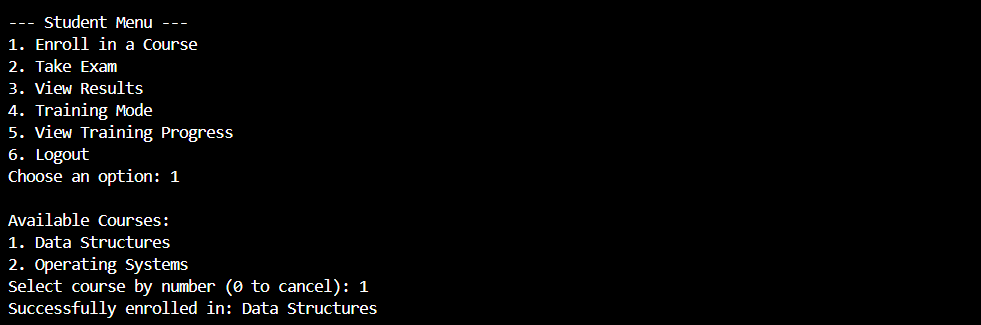 --- Student Menu ---
1. Enroll in a Course
2. Take Exam
3. View Results
4. Training Mode
5. View Training Progress
6. Logout
Choose an option: 1

Available Courses:
1. Data Structures
2. Operating Systems
Select course by number (0 to cancel): 1
Successfully enrolled in: Data Structures